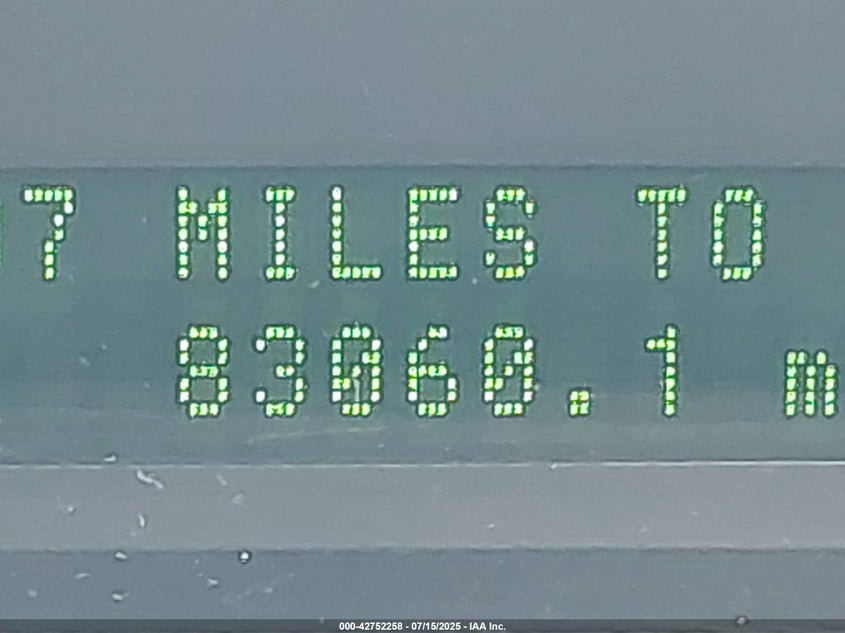 7 MILES TO
83060.1 m
000-42752258 - 07/15/2025 - IAA Inc.